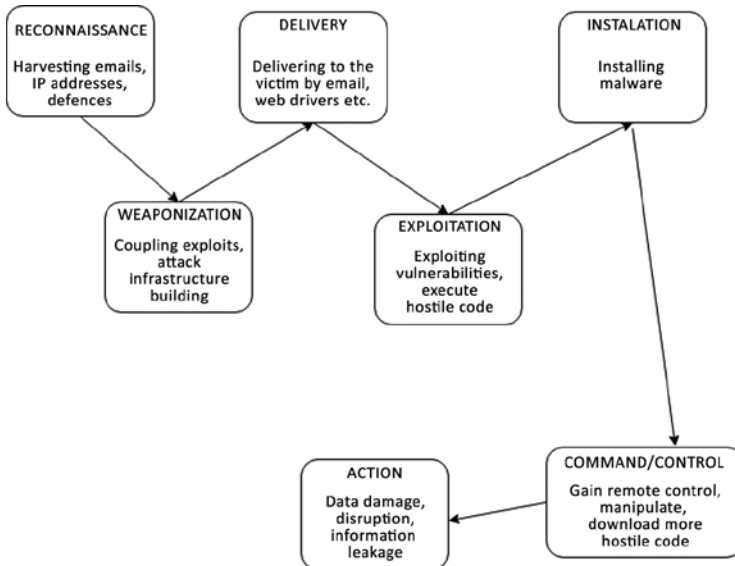 RECONNAISSANCE
Harvesting emails,
IP addresses,
defences
WEAPONIZATION
Coupling exploits,
attack
infrastructure
building
DELIVERY
Delivering to the
victim by email,
web drivers etc.
EXPLOITATION
Exploiting
vulnerabilities,
execute
hostile code
INSTALATION
Installing
malware
COMMAND/CONTROL
Gain remote control,
manipulate,
download more
hostile code
ACTION
Data damage,
disruption,
information
leakage